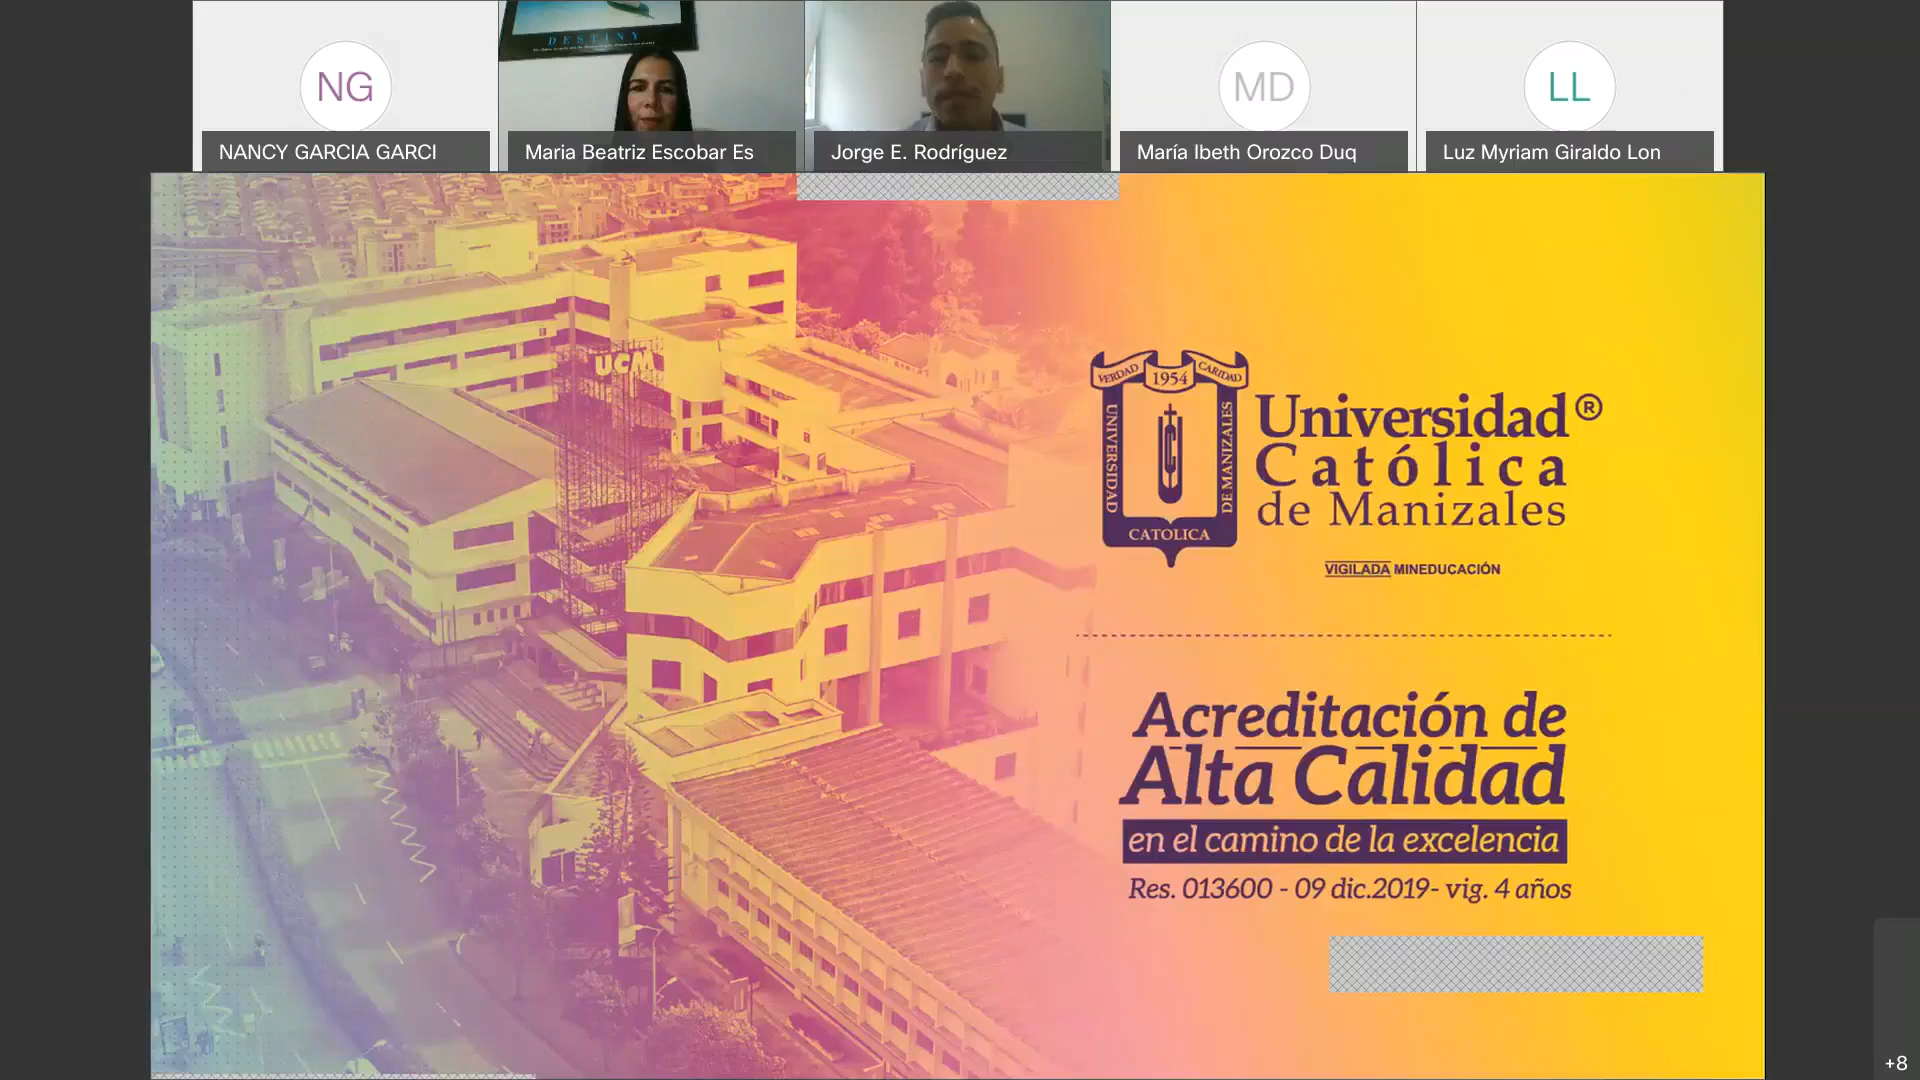 NG
DESTINY
MD
LL
NANCY GARCIA GARCI
Maria Beatriz Escobar Es
Jorge E. Rodríguez
María Ibeth Orozco Duq
Luz Myriam Giraldo Lon
UCM
VERDAD 1954 CARIDAD
UNIVERSIDAD
CATOLICA
DE MANIZALES
Universidad®
Católica
de Manizales
VIGILADA MINEDUCACIÓN
Acreditación de
Alta Calidad
en el camino de la excelencia
Res. 013600 - 09 dic.2019- vig. 4 años
+8